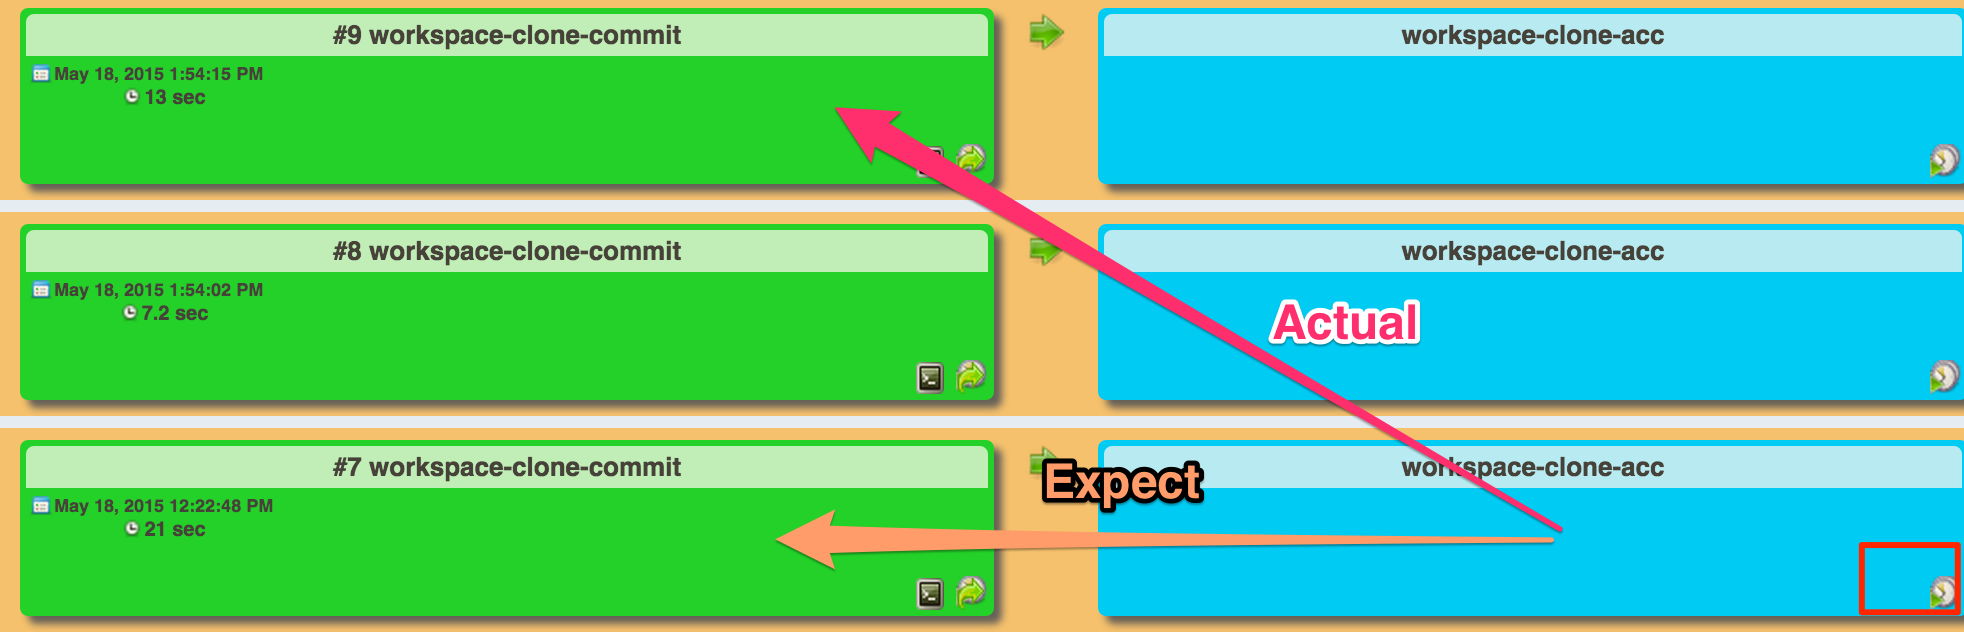 #9 workspace-clone-commit
workspace-clone-acc
May 18, 2015 1:54:15 PM
13 sec
#8 workspace-clone-commit
workspace-clone-acc
May 18, 2015 1:54:02 PM
7.2 sec
Actual
#7 workspace-clone-commit
workspace-clone-acc
Expect
May 18, 2015 12:22:48 PM
21 sec